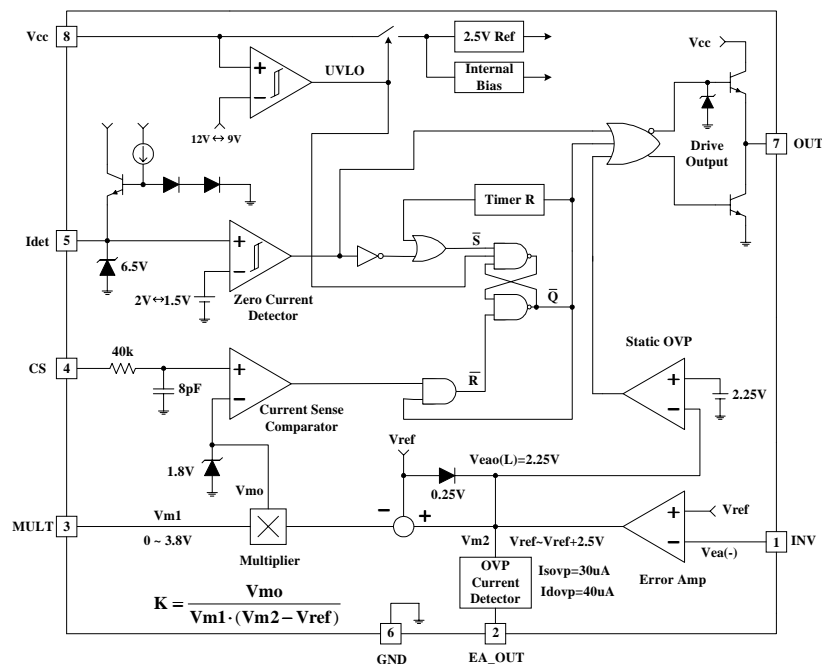 Vcc
8
2.5V Ref
Internal
Bias
UVLO
+
−
12V ↔ 9V
Vcc
Drive
Output
7
OUT
Timer R
Idet
5
6.5V
+
−
2V↔1.5V
Zero Current
Detector
S̅
Q̅
R̅
Static OVP
+
−
2.25V
CS
4
40k
8pF
+
−
Current Sense
Comparator
1.8V
Vmo
Vref
Veao(L)=2.25V
0.25V
MULT
3
Vm1
0 ~ 3.8V
Multiplier
−
+
Vm2
Vref~Vref+2.5V
+
−
Vref
Vea(-)
1
INV
Error Amp
OVP
Current
Detector
Isovp=30uA
Idovp=40uA
K = Vmo / Vm1·(Vm2 − Vref)
6
GND
2
EA_OUT